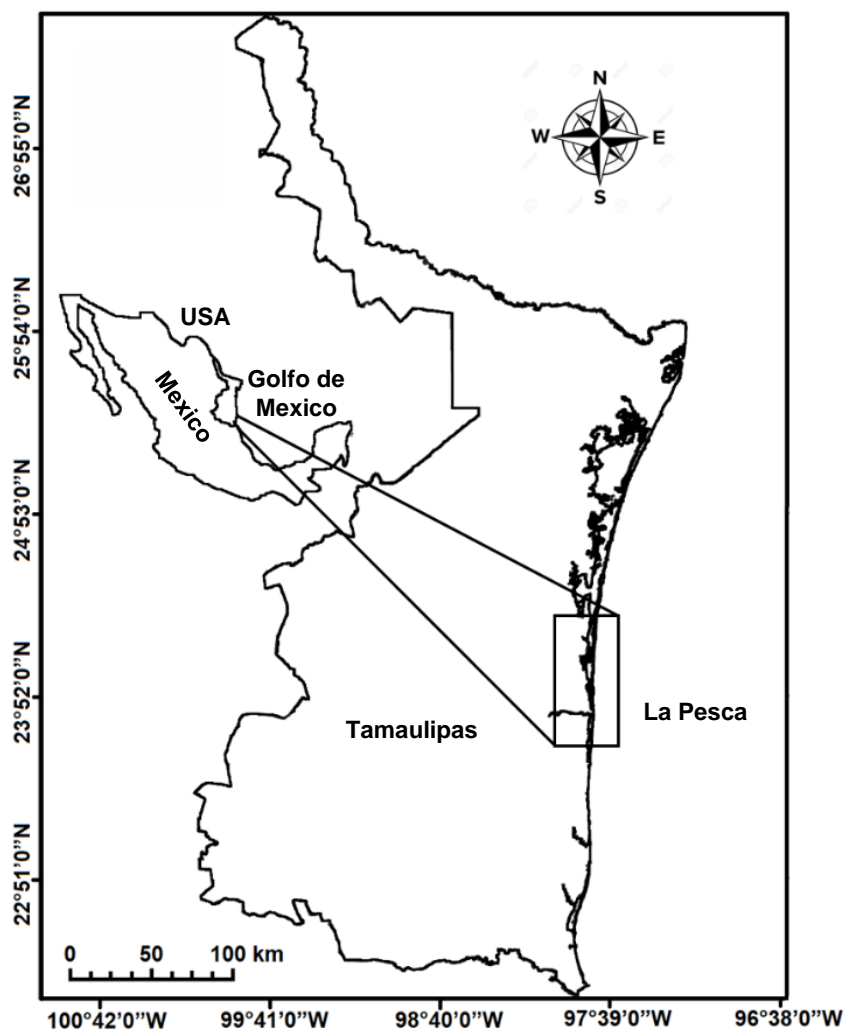 N
W E
S
26°55'0"N
25°54'0"N
24°53'0"N
23°52'0"N
22°51'0"N
USA
Golfo de
Mexico
Mexico
La Pesca
Tamaulipas
0 50 100 km
100°42'0"W 99°41'0"W 98°40'0"W 97°39'0"W 96°38'0"W